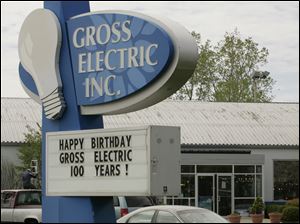 GROSS
ELECTRIC
INC.
HAPPY BIRTHDAY
GROSS ELECTRIC
100 YEARS!